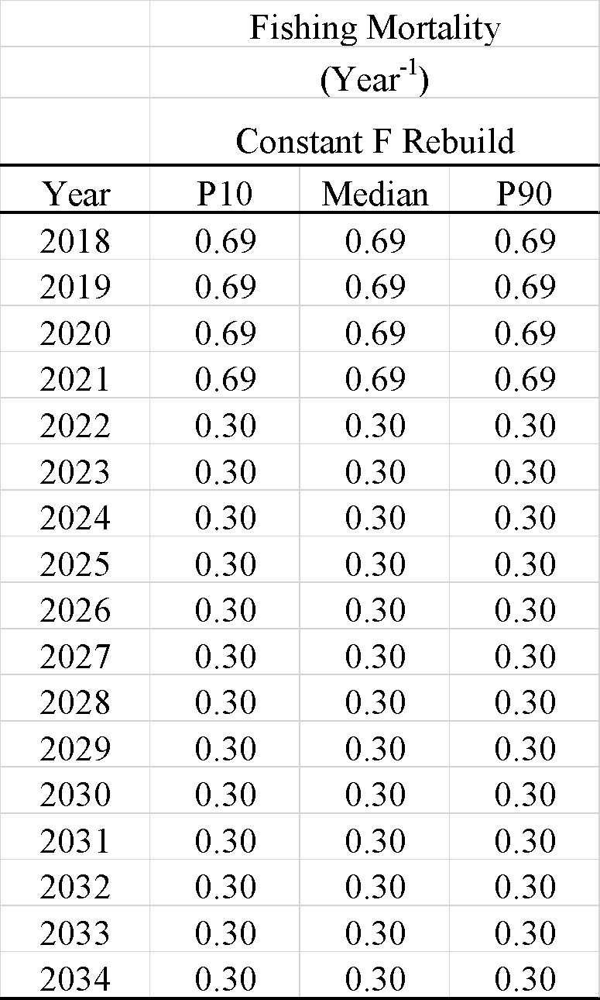 Fishing Mortality
(Year-1)
Constant F Rebuild
Year P10 Median P90
2018 0.69 0.69 0.69
2019 0.69 0.69 0.69
2020 0.69 0.69 0.69
2021 0.69 0.69 0.69
2022 0.30 0.30 0.30
2023 0.30 0.30 0.30
2024 0.30 0.30 0.30
2025 0.30 0.30 0.30
2026 0.30 0.30 0.30
2027 0.30 0.30 0.30
2028 0.30 0.30 0.30
2029 0.30 0.30 0.30
2030 0.30 0.30 0.30
2031 0.30 0.30 0.30
2032 0.30 0.30 0.30
2033 0.30 0.30 0.30
2034 0.30 0.30 0.30